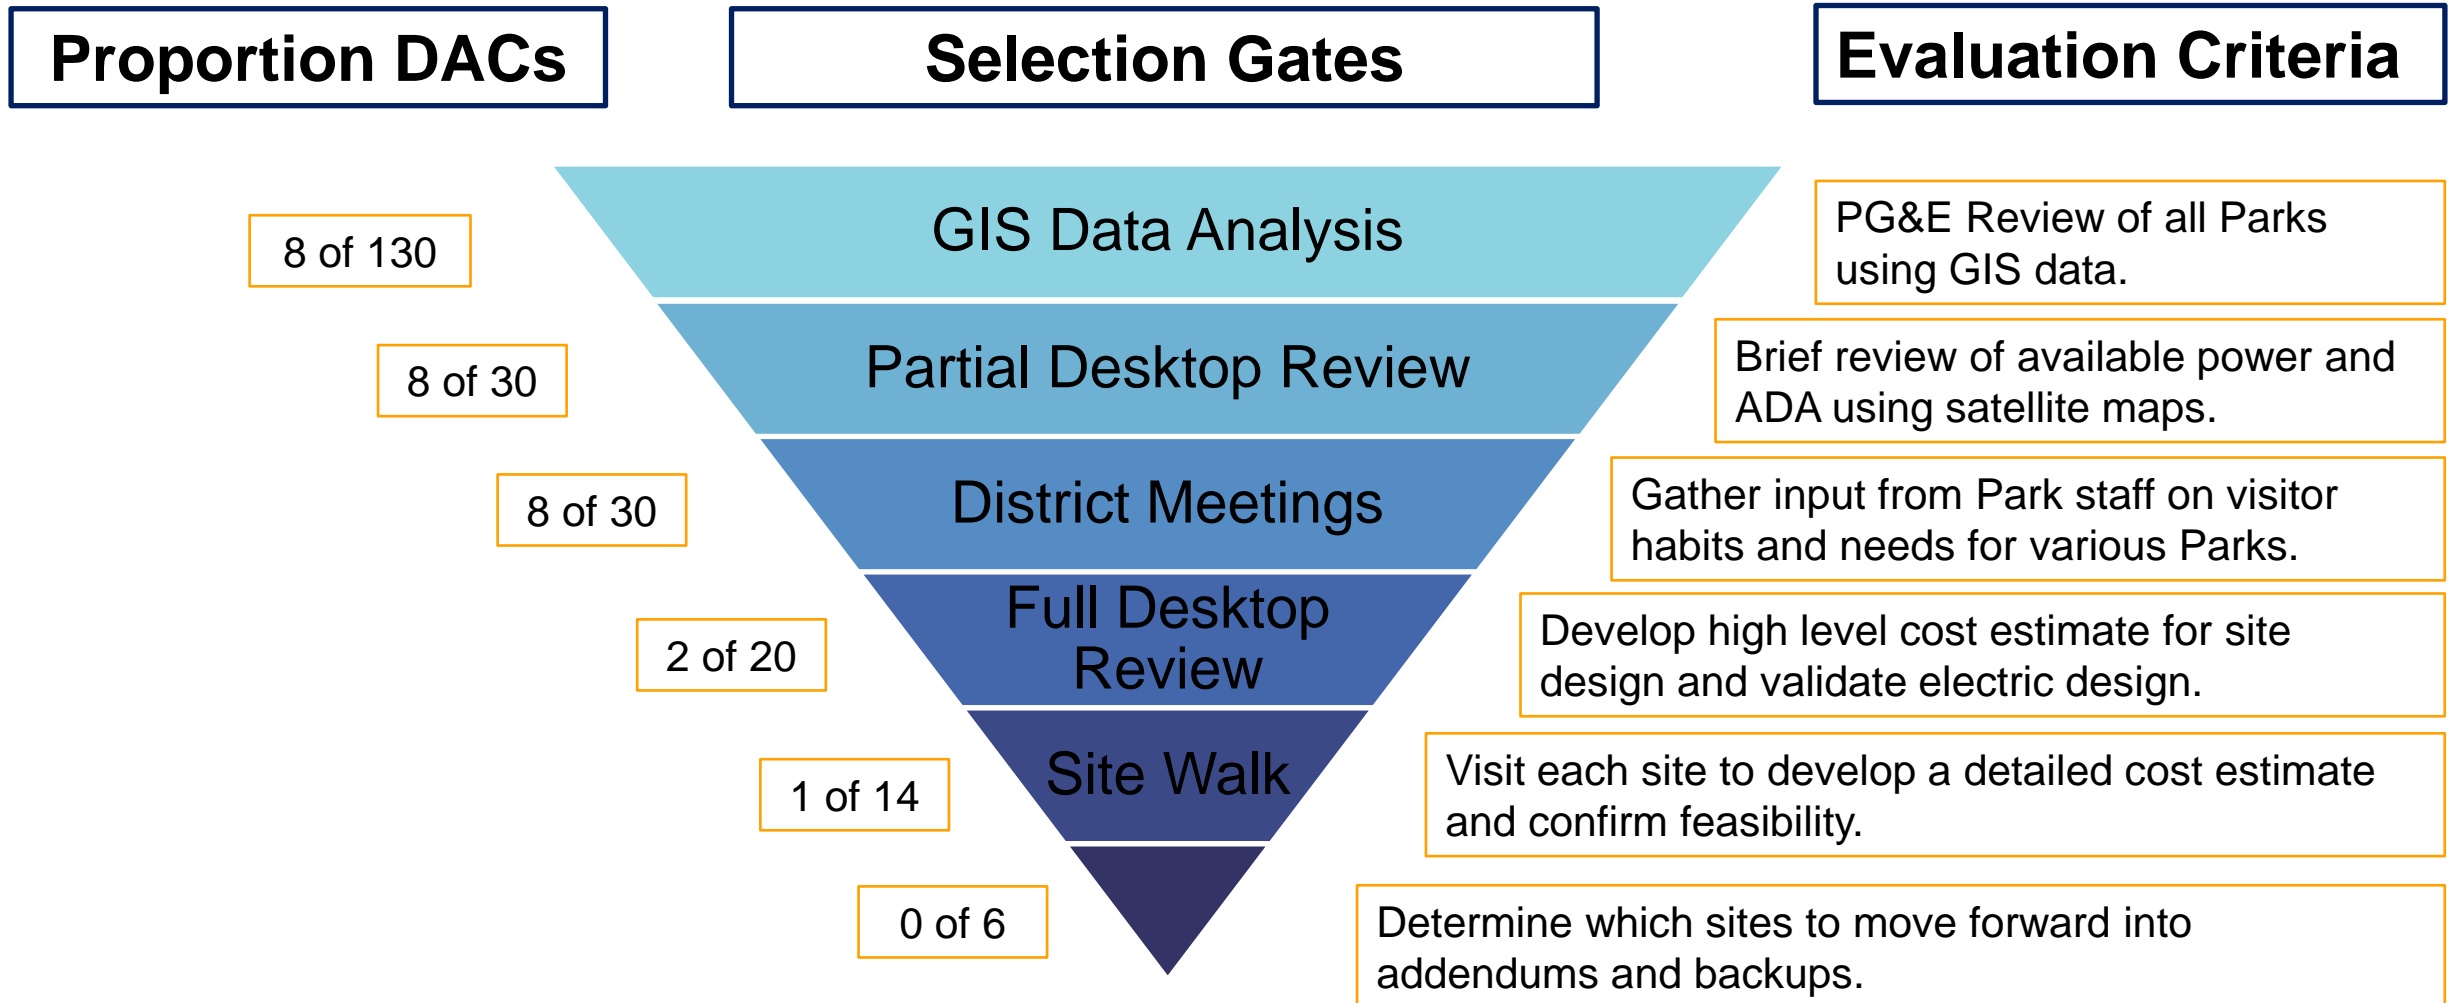 Proportion DACs
Selection Gates
Evaluation Criteria
8 of 130
GIS Data Analysis
PG&E Review of all Parks
using GIS data.
8 of 30
Partial Desktop Review
Brief review of available power and
ADA using satellite maps.
8 of 30
District Meetings
Gather input from Park staff on visitor
habits and needs for various Parks.
2 of 20
Full Desktop
Review
Develop high level cost estimate for site
design and validate electric design.
1 of 14
Site Walk
Visit each site to develop a detailed cost estimate
and confirm feasibility.
0 of 6
Determine which sites to move forward into
addendums and backups.